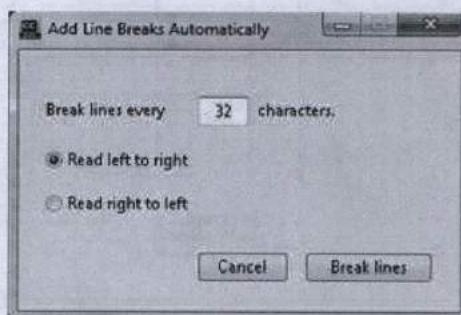 Add Line Breaks Automatically
Break lines every 32 characters.
Read left to right
Read right to left
Cancel Break lines